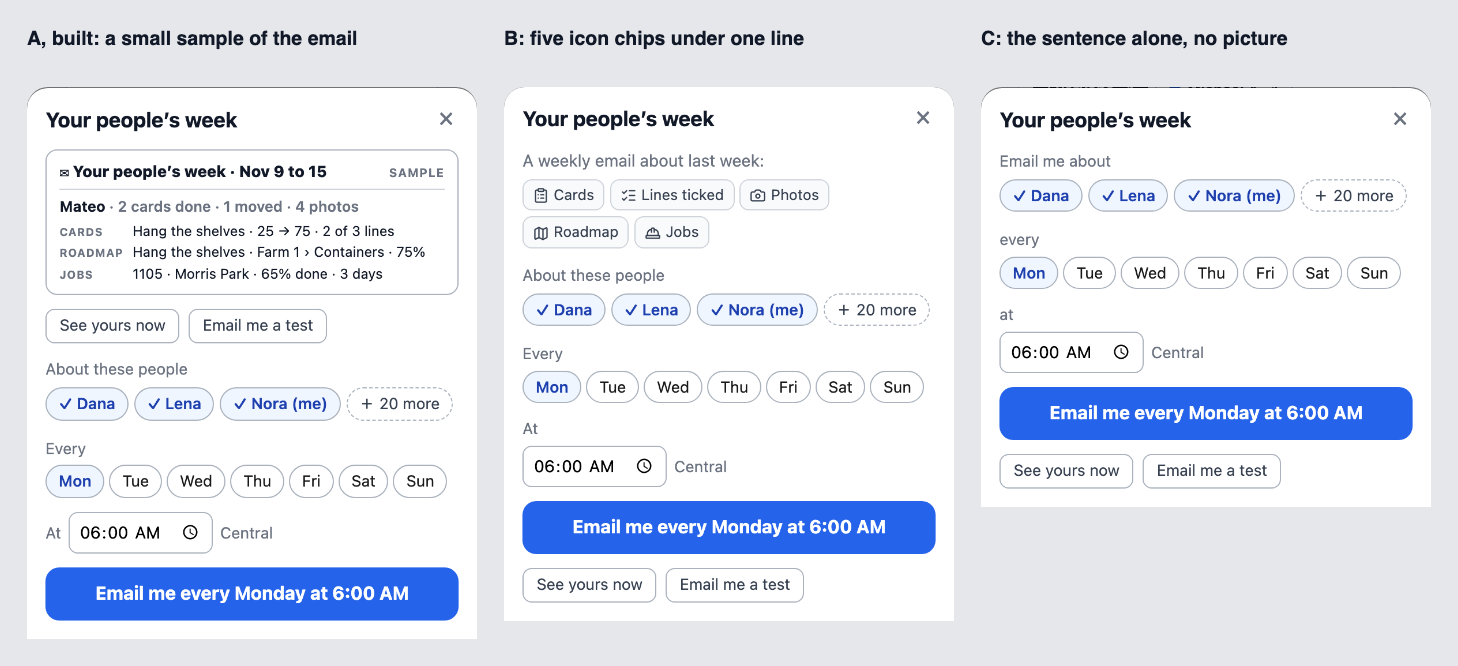 A, built: a small sample of the email
Your people’s week
✉ Your people’s week · Nov 9 to 15 SAMPLE
Mateo · 2 cards done · 1 moved · 4 photos
CARDS Hang the shelves · 25 → 75 · 2 of 3 lines
ROADMAP Hang the shelves · Farm 1 › Containers · 75%
JOBS 1105 · Morris Park · 65% done · 3 days
See yours now Email me a test
About these people
✓ Dana ✓ Lena ✓ Nora (me) + 20 more
Every
Mon Tue Wed Thu Fri Sat Sun
At 06:00 AM Central
Email me every Monday at 6:00 AM
B: five icon chips under one line
Your people’s week
A weekly email about last week:
Cards Lines ticked Photos
Roadmap Jobs
About these people
✓ Dana ✓ Lena ✓ Nora (me) + 20 more
Every
Mon Tue Wed Thu Fri Sat Sun
At
06:00 AM Central
Email me every Monday at 6:00 AM
See yours now Email me a test
C: the sentence alone, no picture
Your people’s week
Email me about
✓ Dana ✓ Lena ✓ Nora (me) + 20 more
every
Mon Tue Wed Thu Fri Sat Sun
at
06:00 AM Central
Email me every Monday at 6:00 AM
See yours now Email me a test